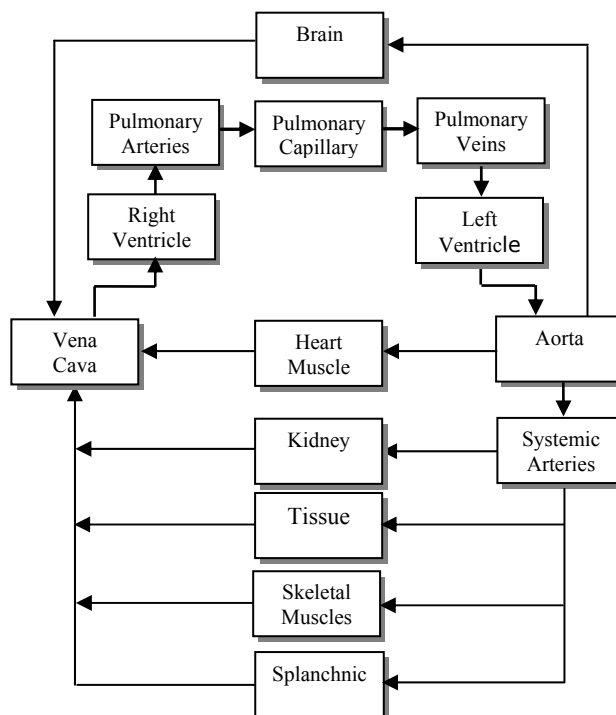 Brain
Pulmonary
Arteries
Pulmonary
Capillary
Pulmonary
Veins
Right
Ventricle
Left
Ventricle
Vena
Cava
Heart
Muscle
Aorta
Kidney
Systemic
Arteries
Tissue
Skeletal
Muscles
Splanchnic